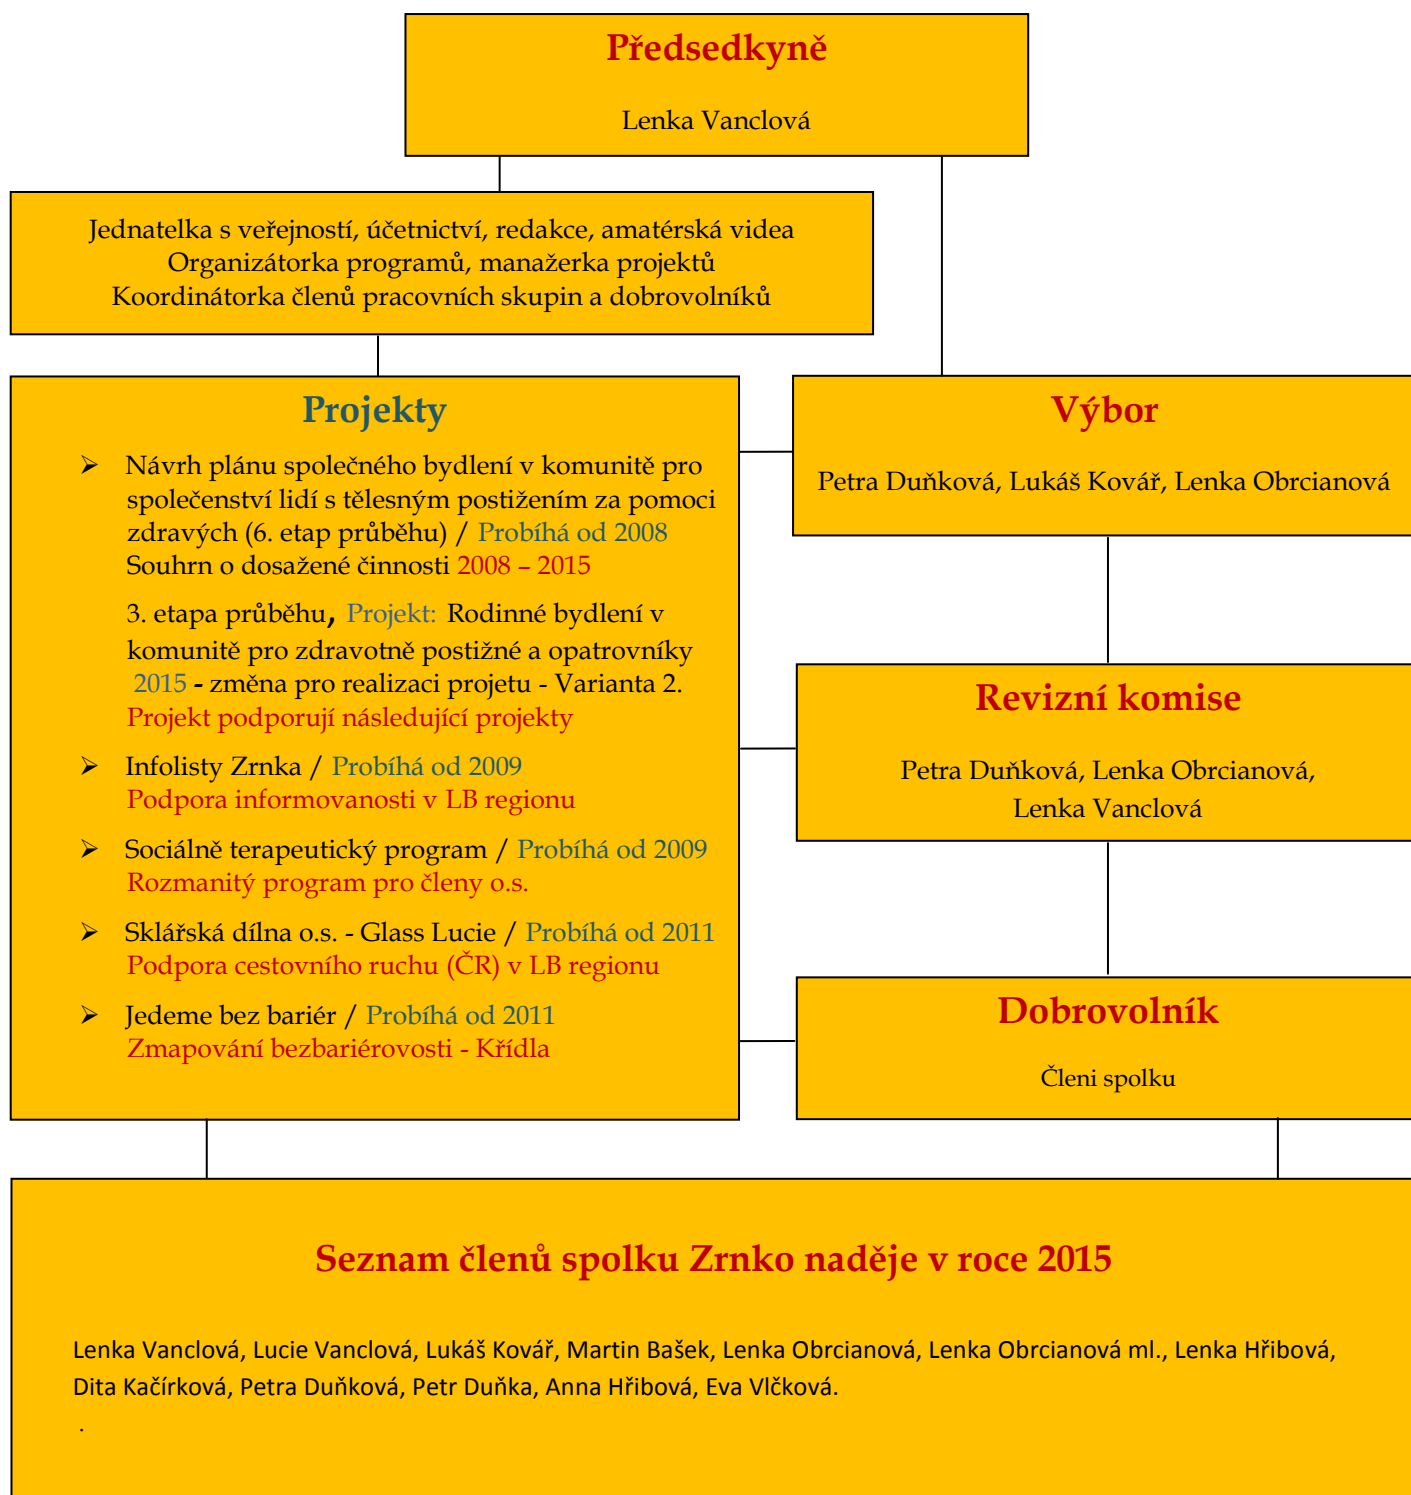 Předsedkyně
Lenka Vanclová
Jednatelka s veřejností, účetnictví, redakce, amatérská videa
Organizátorka programů, manažerka projektů
Koordinátorka členů pracovních skupin a dobrovolníků
Projekty
➢ Návrh plánu společného bydlení v komunitě pro
společenství lidí s tělesným postižením za pomoci
zdravých (6. etap průběhu) / Probíhá od 2008
Souhrn o dosažené činnosti 2008 – 2015
3. etapa průběhu, Projekt: Rodinné bydlení v
komunitě pro zdravotně postižné a opatrovníky
2015 - změna pro realizaci projetu - Varianta 2.
Projekt podporují následující projekty
➢ Infolisty Zrnka / Probíhá od 2009
Podpora informovanosti v LB regionu
➢ Sociálně terapeutický program / Probíhá od 2009
Rozmanitý program pro členy o.s.
➢ Sklářská dílna o.s. - Glass Lucie / Probíhá od 2011
Podpora cestovního ruchu (ČR) v LB regionu
➢ Jedeme bez bariér / Probíhá od 2011
Zmapování bezbariérovosti - Křídla
Výbor
Petra Duňková, Lukáš Kovář, Lenka Obrcianová
Revizní komise
Petra Duňková, Lenka Obrcianová,
Lenka Vanclová
Dobrovolník
Členi spolku
Seznam členů spolku Zrnko naděje v roce 2015
Lenka Vanclová, Lucie Vanclová, Lukáš Kovář, Martin Bašek, Lenka Obrcianová, Lenka Obrcianová ml., Lenka Hřibová,
Dita Kačírková, Petra Duňková, Petr Duňka, Anna Hřibová, Eva Vlčková.
.